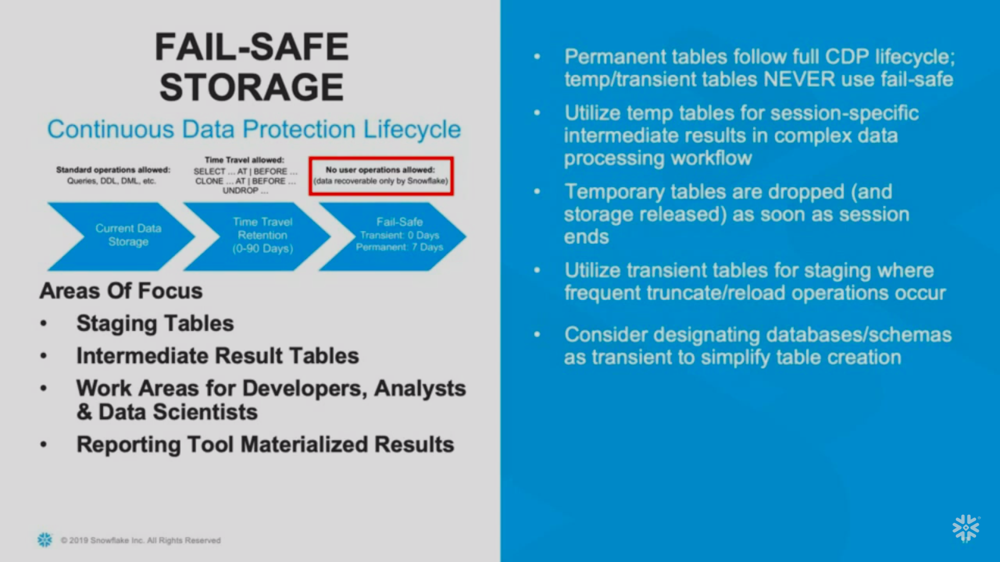 FAIL-SAFE
STORAGE
Continuous Data Protection Lifecycle
Standard operations allowed:
Queries, DDL, DML, etc.
Time Travel allowed:
SELECT ... AT | BEFORE ...
CLONE ... AT | BEFORE ...
UNDROP ...
No user operations allowed:
(data recoverable only by Snowflake)
Current Data
Storage
Time Travel
Retention
(0-90 Days)
Fail-Safe
Transient: 0 Days
Permanent: 7 Days
Areas Of Focus
• Staging Tables
• Intermediate Result Tables
• Work Areas for Developers, Analysts
& Data Scientists
• Reporting Tool Materialized Results
© 2019 Snowflake Inc. All Rights Reserved
• Permanent tables follow full CDP lifecycle;
temp/transient tables NEVER use fail-safe
• Utilize temp tables for session-specific
intermediate results in complex data
processing workflow
• Temporary tables are dropped (and
storage released) as soon as session
ends
• Utilize transient tables for staging where
frequent truncate/reload operations occur
• Consider designating databases/schemas
as transient to simplify table creation